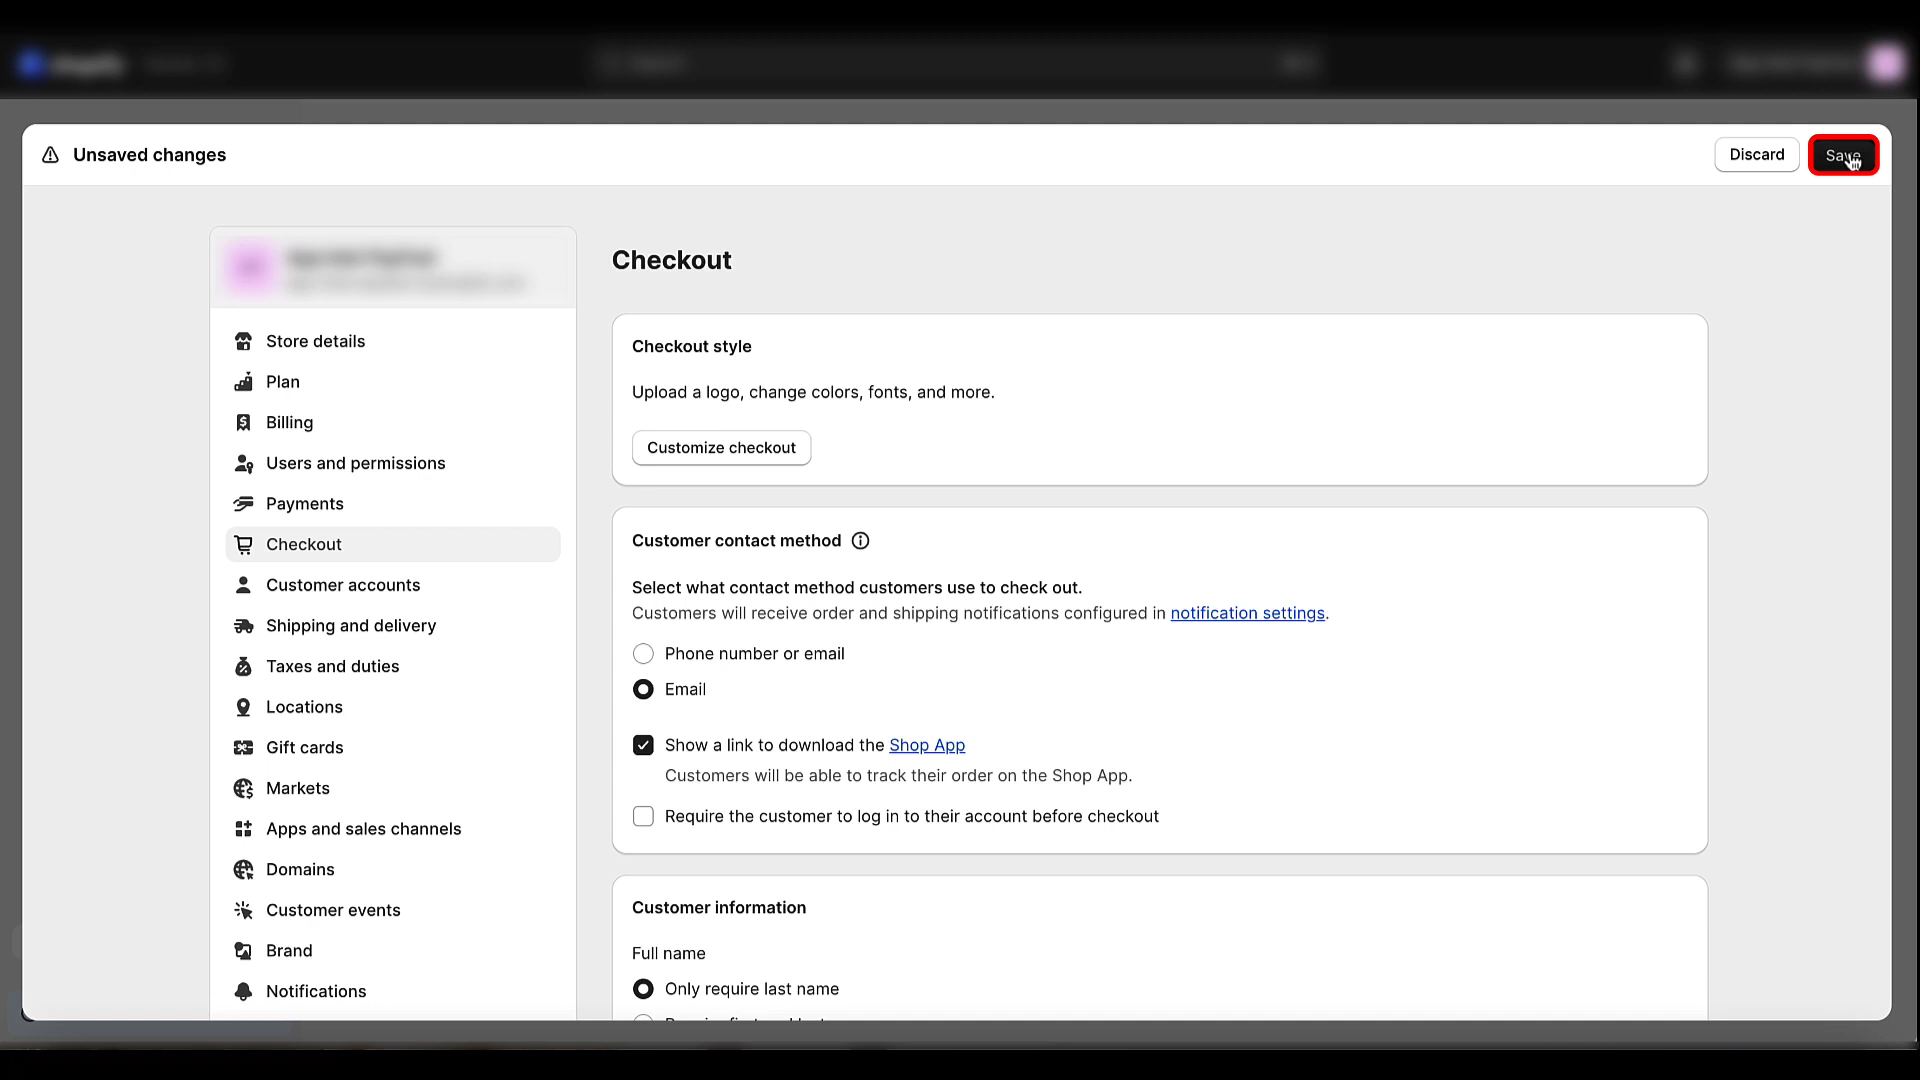 Unsaved changes
Discard
Save
Store details
Plan
Billing
Users and permissions
Payments
Checkout
Customer accounts
Shipping and delivery
Taxes and duties
Locations
Gift cards
Markets
Apps and sales channels
Domains
Customer events
Brand
Notifications
Checkout
Checkout style
Upload a logo, change colors, fonts, and more.
Customize checkout
Customer contact method
Select what contact method customers use to check out.
Customers will receive order and shipping notifications configured in notification settings.
Phone number or email
Email
Show a link to download the Shop App
Customers will be able to track their order on the Shop App.
Require the customer to log in to their account before checkout
Customer information
Full name
Only require last name